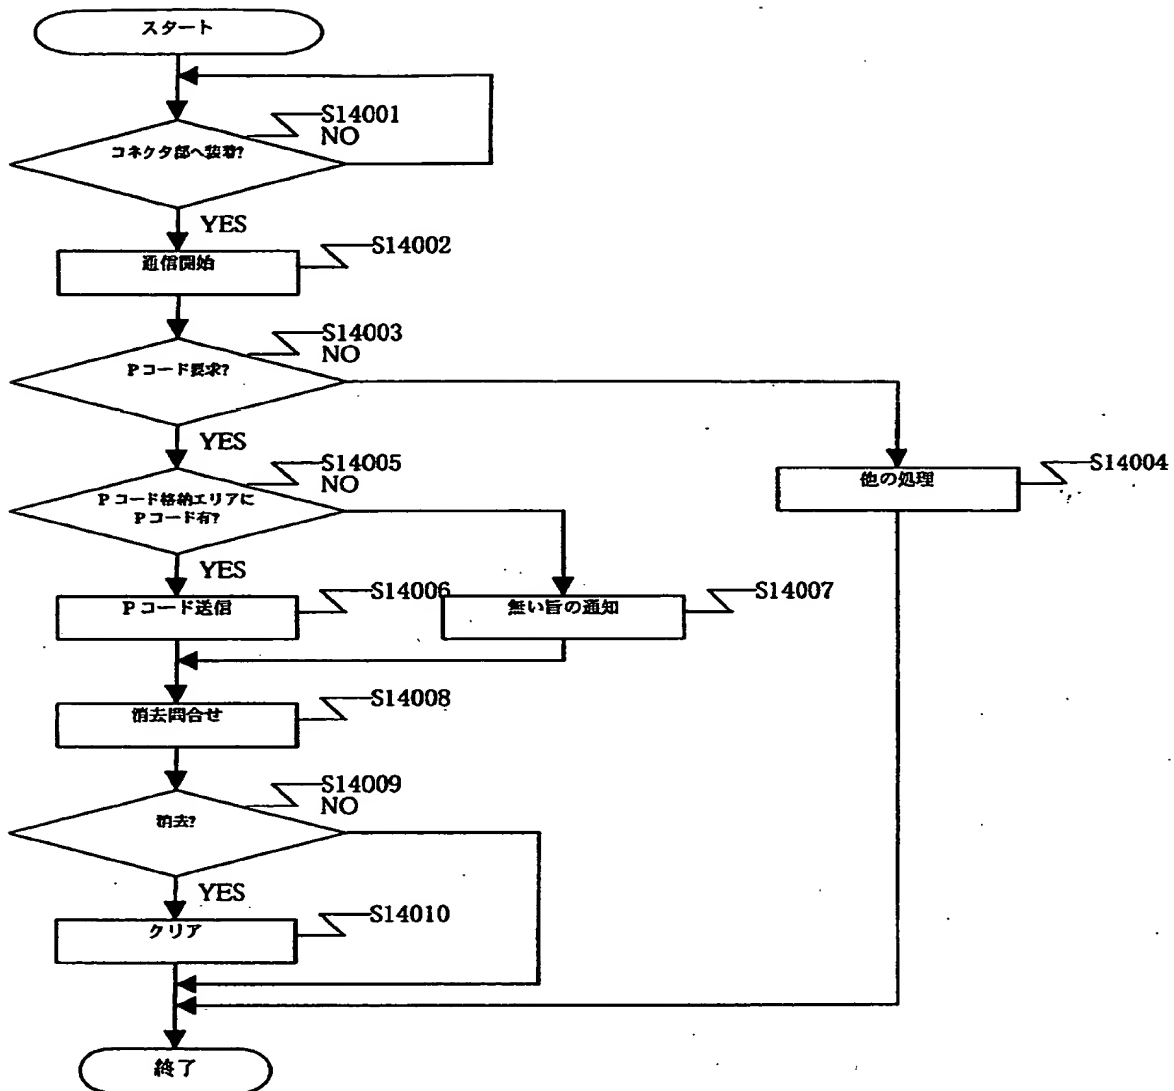 スタート
S14001
NO
コネクタ部へ装着?
YES
S14002
通信開始
S14003
NO
Pコード要求?
YES
S14005
NO
Pコード格納エリアに
Pコード有?
S14004
他の処理
YES
S14006
Pコード送信
S14007
無い旨の通知
S14008
消去問合せ
S14009
NO
消去?
YES
S14010
クリア
終了